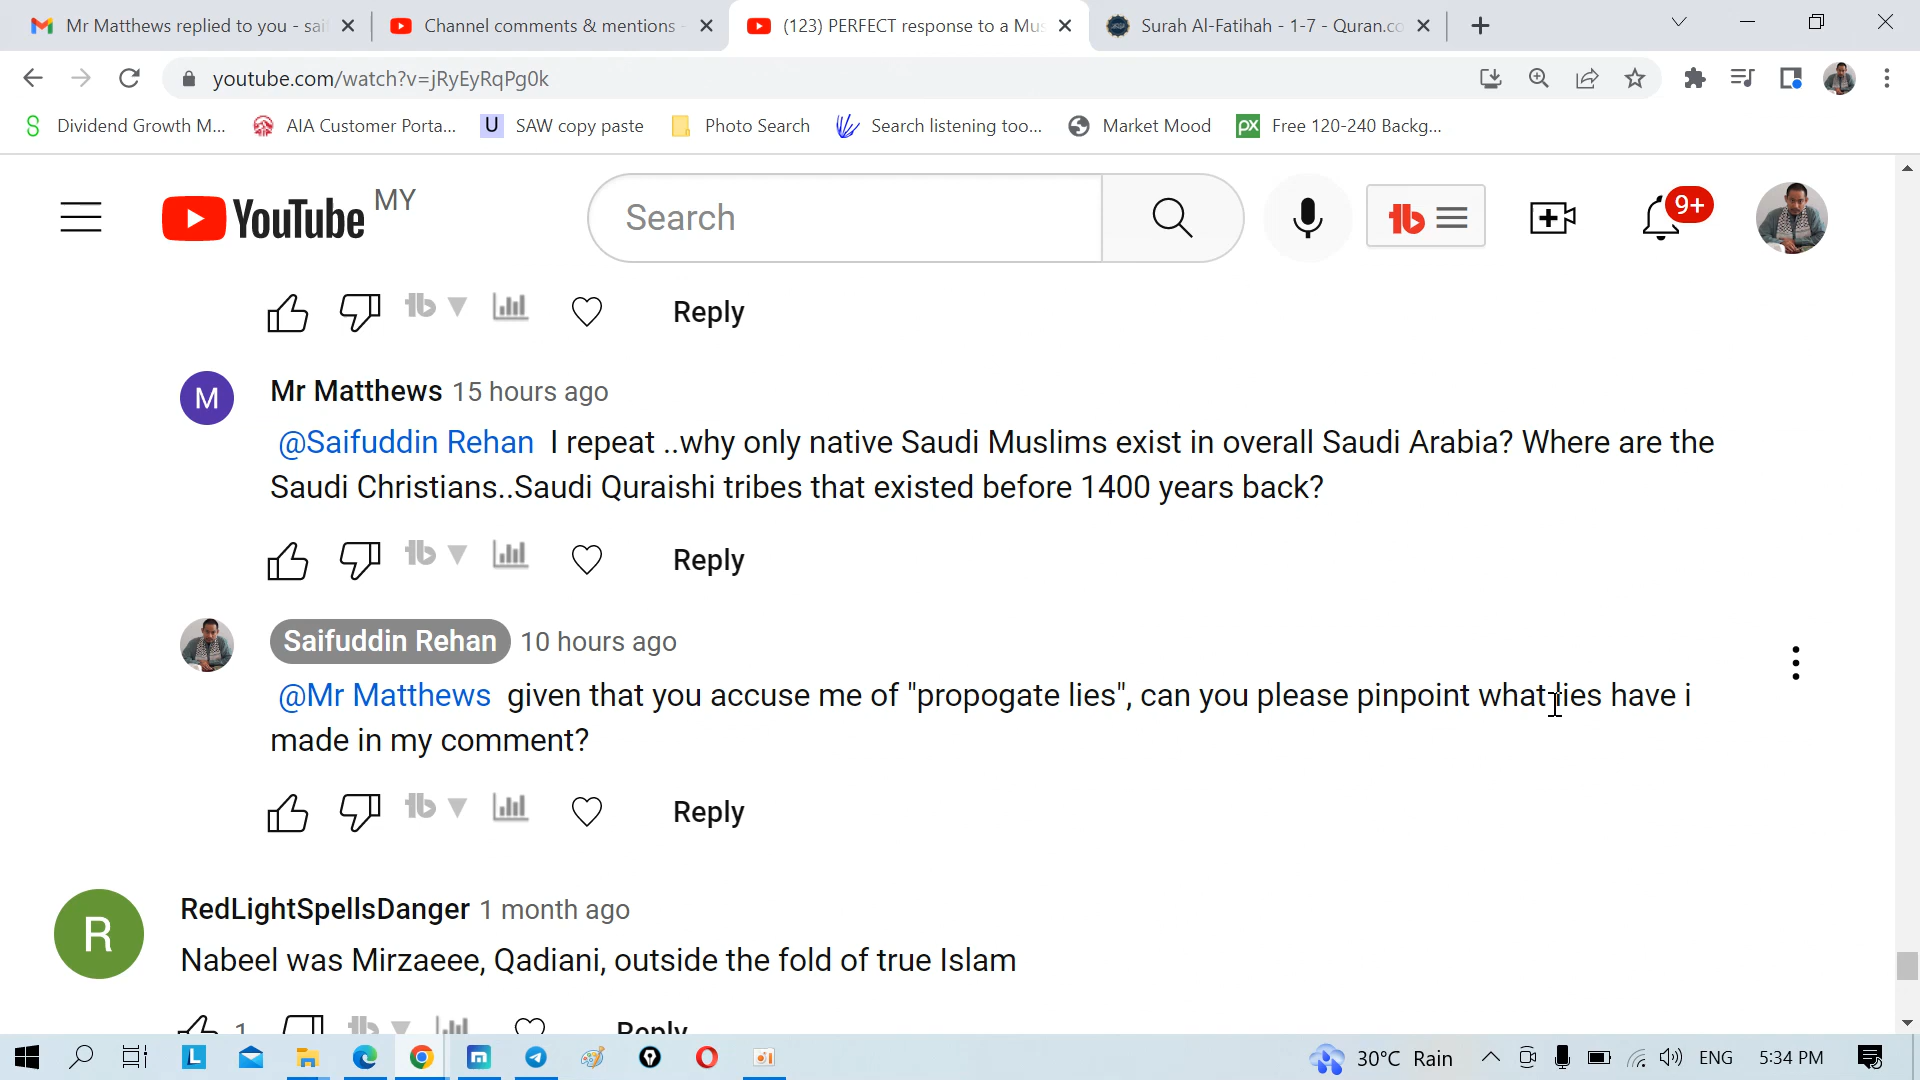 Mr Matthews replied to you - sai
Channel comments & mentions -
(123) PERFECT response to a Mus
Surah Al-Fatihah - 1-7 - Quran.co
youtube.com/watch?v=jRyEyRqPg0k
Dividend Growth M...
AIA Customer Porta...
U SAW copy paste
Photo Search
Search listening too...
Market Mood
px Free 120-240 Backg...
YouTube MY
Search
9+
Reply
M
Mr Matthews 15 hours ago
@Saifuddin Rehan I repeat ..why only native Saudi Muslims exist in overall Saudi Arabia? Where are the
Saudi Christians..Saudi Quraishi tribes that existed before 1400 years back?
Reply
Saifuddin Rehan 10 hours ago
@Mr Matthews given that you accuse me of "propogate lies", can you please pinpoint what lies have i
made in my comment?
Reply
R
RedLightSpellsDanger 1 month ago
Nabeel was Mirzaeee, Qadiani, outside the fold of true Islam
1
Reply
30°C Rain
ENG
5:34 PM